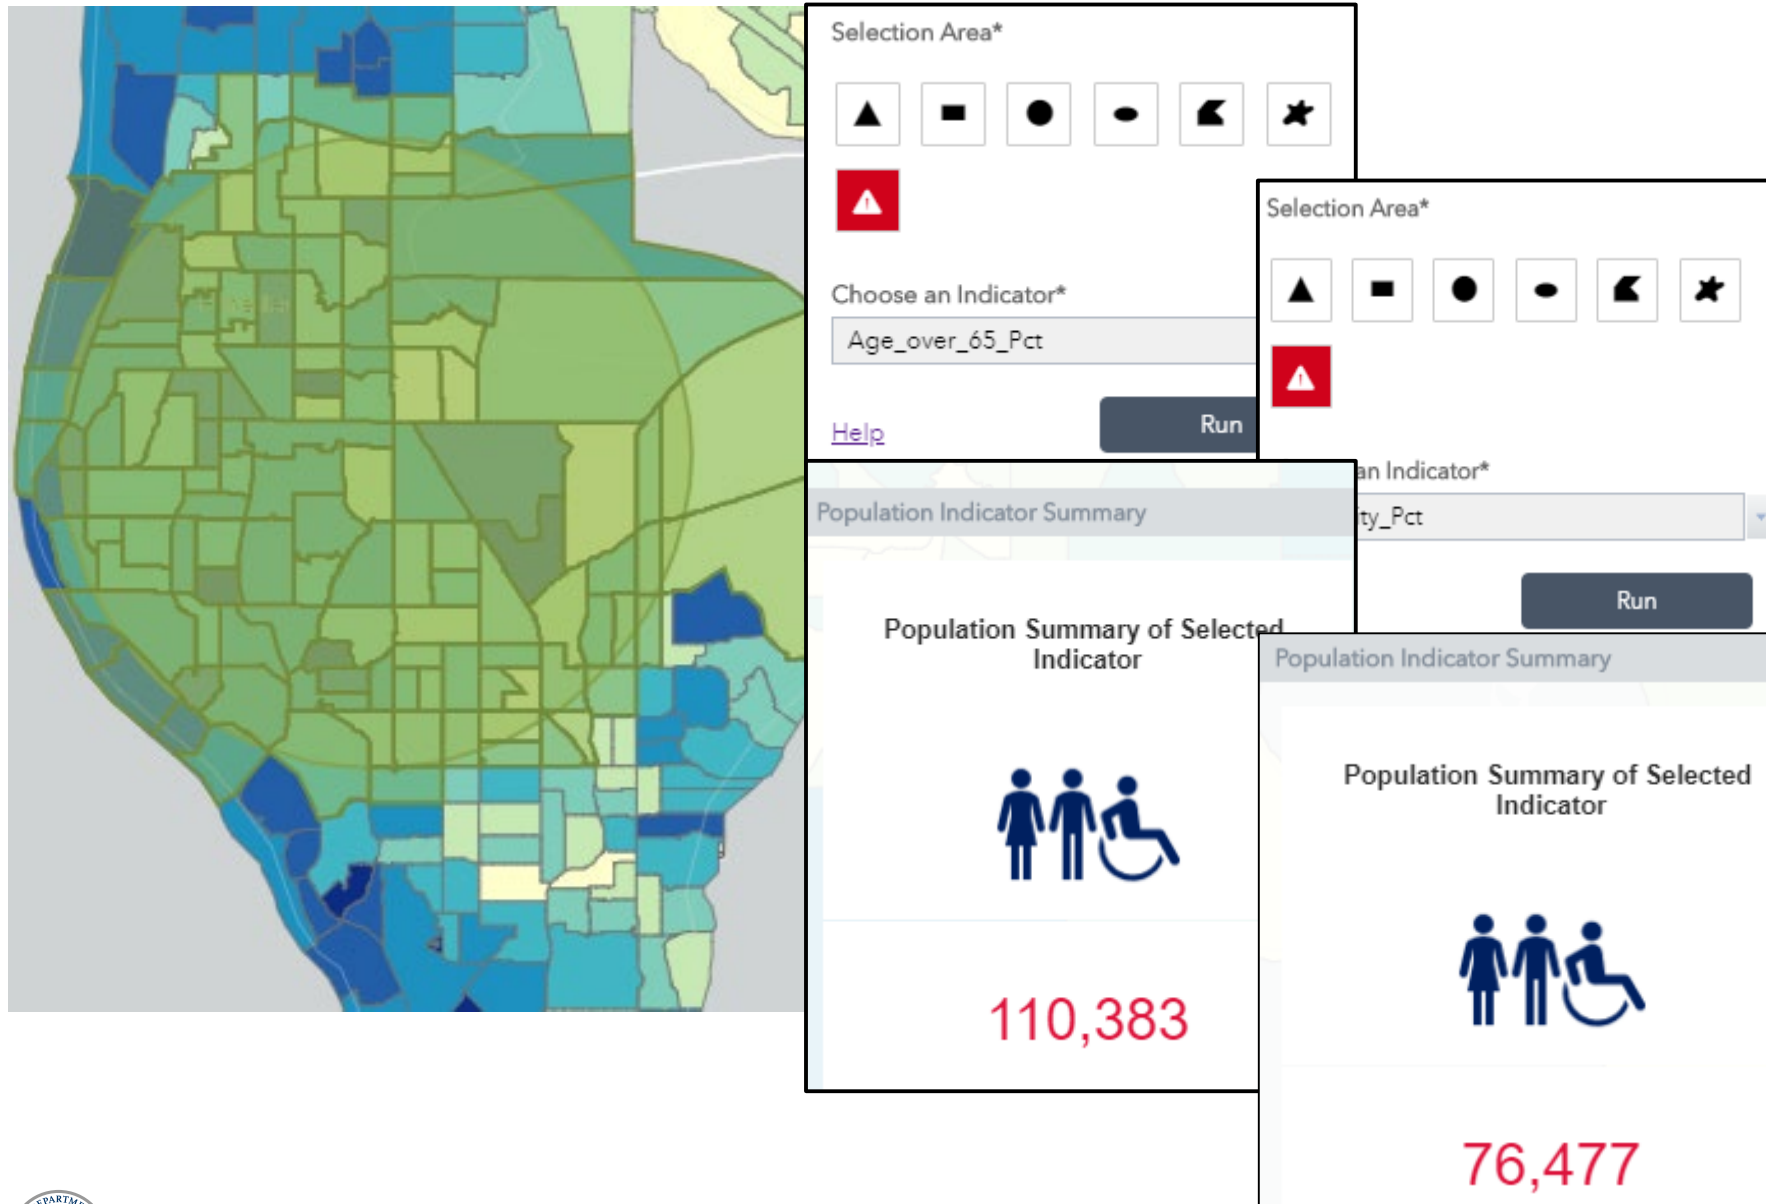 Selection Area*
Choose an Indicator*
Age_over_65_Pct
Help
Run
Population Indicator Summary
Population Summary of Selected
Indicator
110,383
Selection Area*
an Indicator*
ity_Pct
Run
Population Indicator Summary
Population Summary of Selected
Indicator
76,477